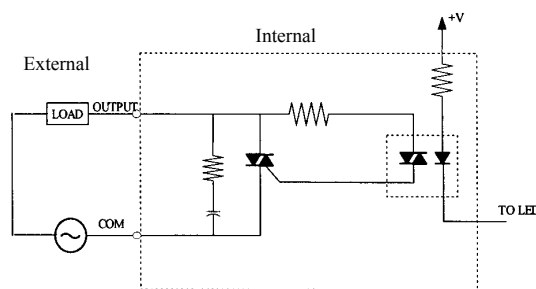 +V
Internal
External
LOAD
OUTPUT
COM
TO LED